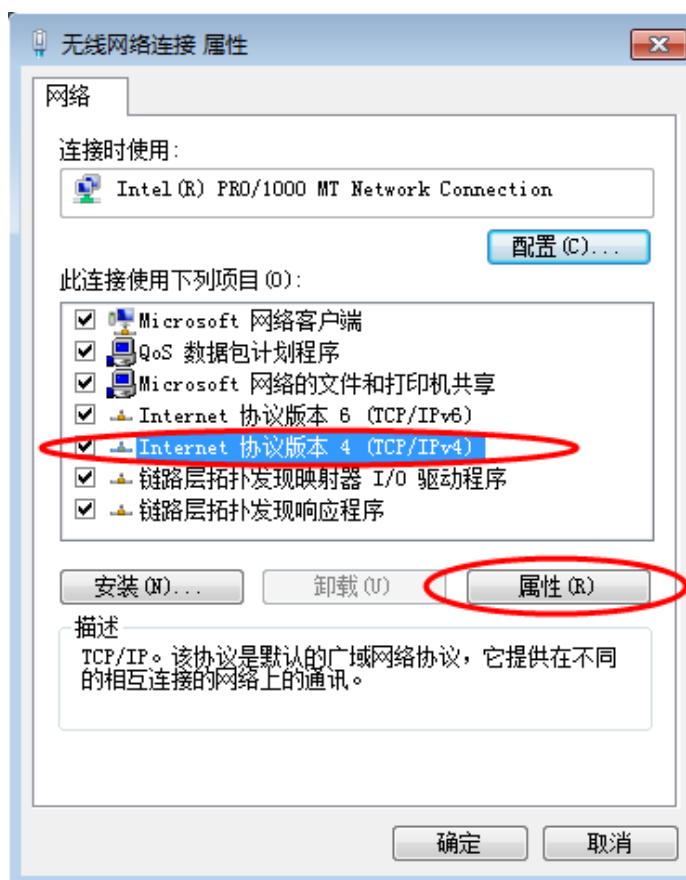 无线网络连接 属性
网络
连接时使用:
Intel(R) PRO/1000 MT Network Connection
配置(C)...
此连接使用下列项目(O):
Microsoft 网络客户端
QoS 数据包计划程序
Microsoft 网络的文件和打印机共享
Internet 协议版本 6 (TCP/IPv6)
Internet 协议版本 4 (TCP/IPv4)
链路层拓扑发现映射器 I/O 驱动程序
链路层拓扑发现响应程序
安装(N)... 卸载(U) 属性(R)
描述
TCP/IP。该协议是默认的广域网络协议，它提供在不同
的相互连接的网络上的通讯。
确定 取消